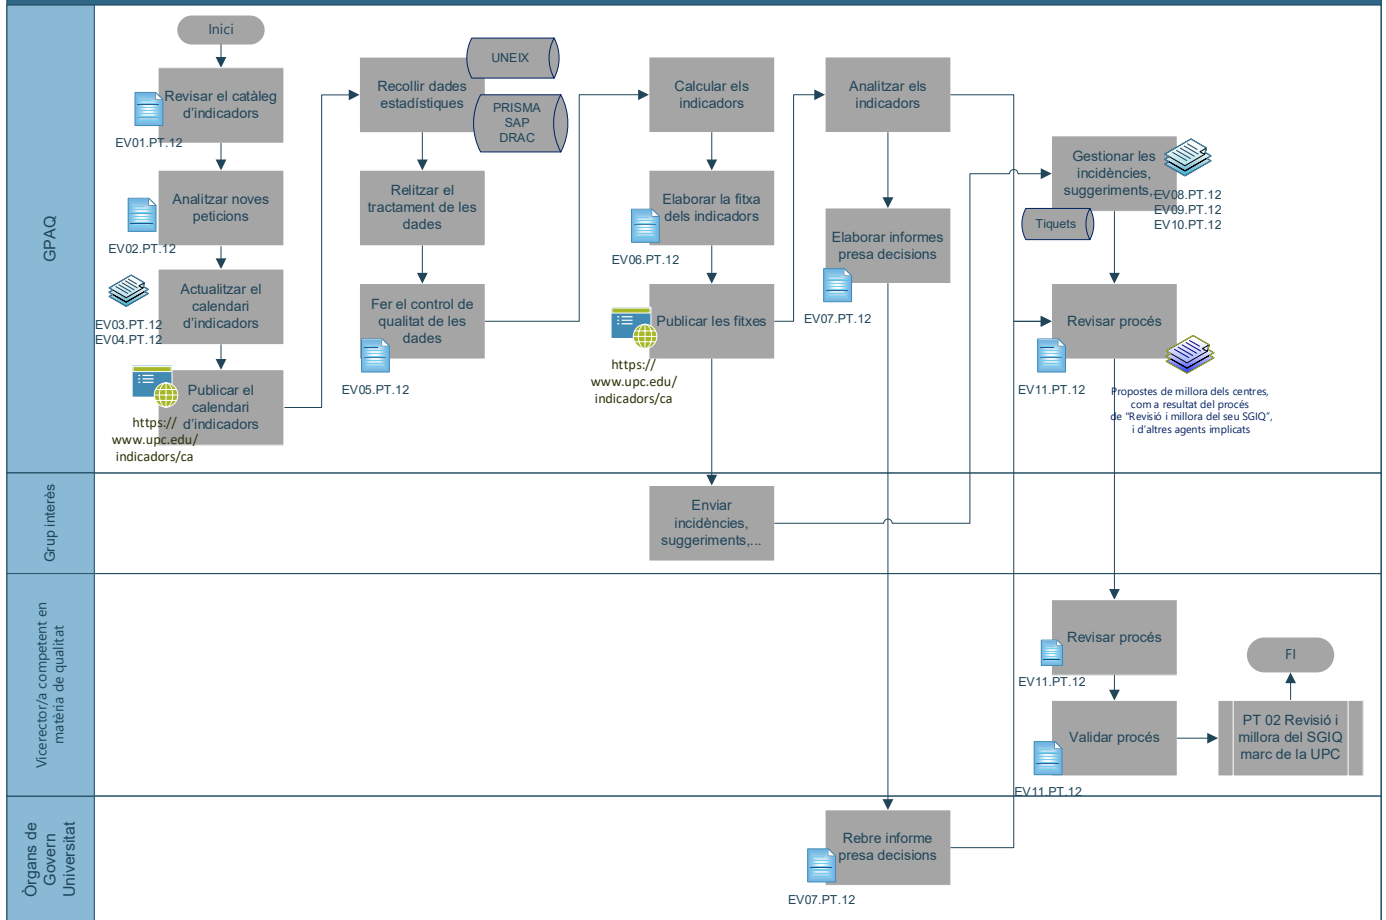 GPAQ
Inici
Revisar el catàleg
d'indicadors
EV01.PT.12
Analitzar noves
peticions
EV02.PT.12
Actualitzar el
calendari
d'indicadors
EV03.PT.12
EV04.PT.12
Publicar el
calendari
d'indicadors
https://
www.upc.edu/
indicadors/ca
Recollir dades
estadístiques
UNEIX
PRISMA
SAP
DRAC
Relitzar el
tractament de les
dades
Fer el control de
qualitat de les
dades
EV05.PT.12
Calcular els
indicadors
Elaborar la fitxa
dels indicadors
EV06.PT.12
Publicar les fitxes
https://
www.upc.edu/
indicadors/ca
Analitzar els
indicadors
Elaborar informes
presa decisions
EV07.PT.12
Gestionar les
incidències,
suggeriments,...
EV08.PT.12
EV09.PT.12
EV10.PT.12
Tiquets
Revisar procés
EV11.PT.12
Propostes de millora dels centres,
com a resultat del procés
de "Revisió i millora del seu SGIQ",
i d'altres agents implicats
Grup interès
Enviar
incidències,
suggeriments,...
Vicerector/a competent en
matèria de qualitat
Revisar procés
EV11.PT.12
Validar procés
EV11.PT.12
PT 02 Revisió i
millora del SGIQ
marc de la UPC
FI
Òrgans de
Govern
Universitat
Rebre informe
presa decisions
EV07.PT.12